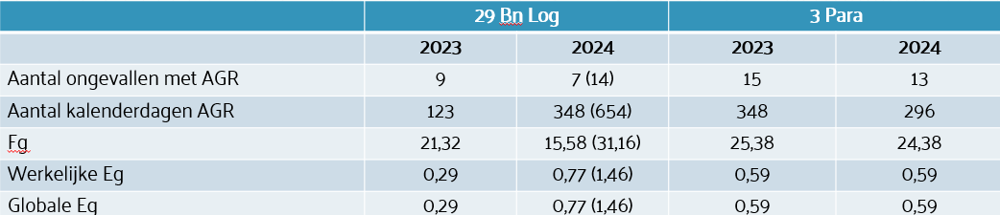 29 Bn Log 3 Para
2023 2024 2023 2024
Aantal ongevallen met AGR 9 7 (14) 15 13
Aantal kalenderdagen AGR 123 348 (654) 348 296
Fg 21,32 15,58 (31,16) 25,38 24,38
Werkelijke Eg 0,29 0,77 (1,46) 0,59 0,59
Globale Eg 0,29 0,77 (1,46) 0,59 0,59